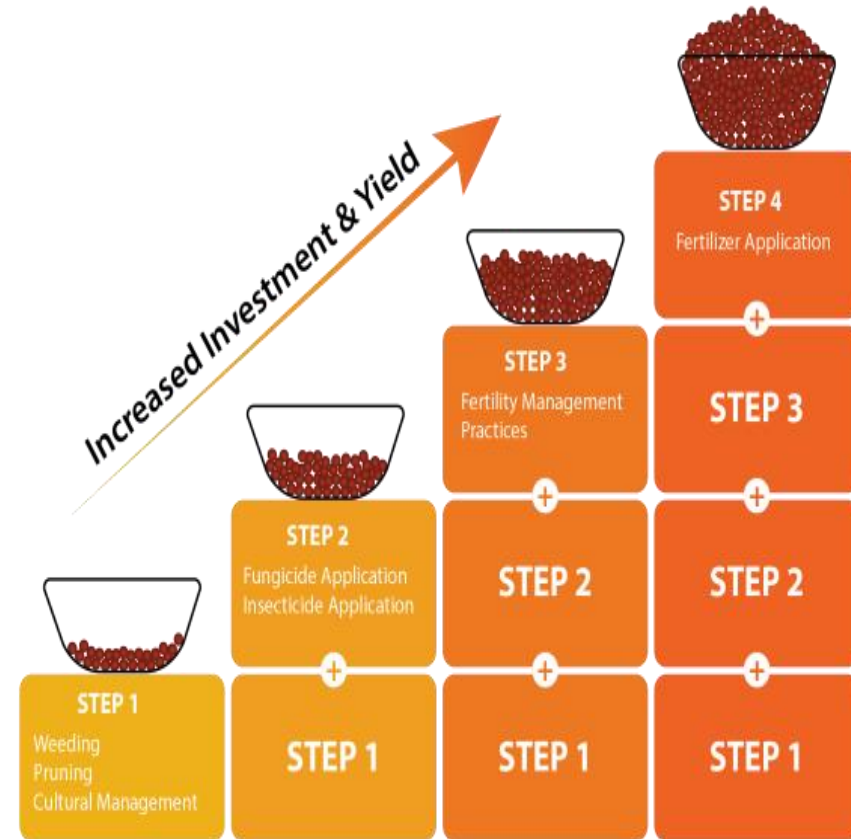 Increased Investment & Yield
STEP 1
Weeding
Pruning
Cultural Management
STEP 2
Fungicide Application
Insecticide Application
+
STEP 1
STEP 3
Fertility Management
Practices
+
STEP 2
+
STEP 1
STEP 4
Fertilizer Application
+
STEP 3
+
STEP 2
+
STEP 1